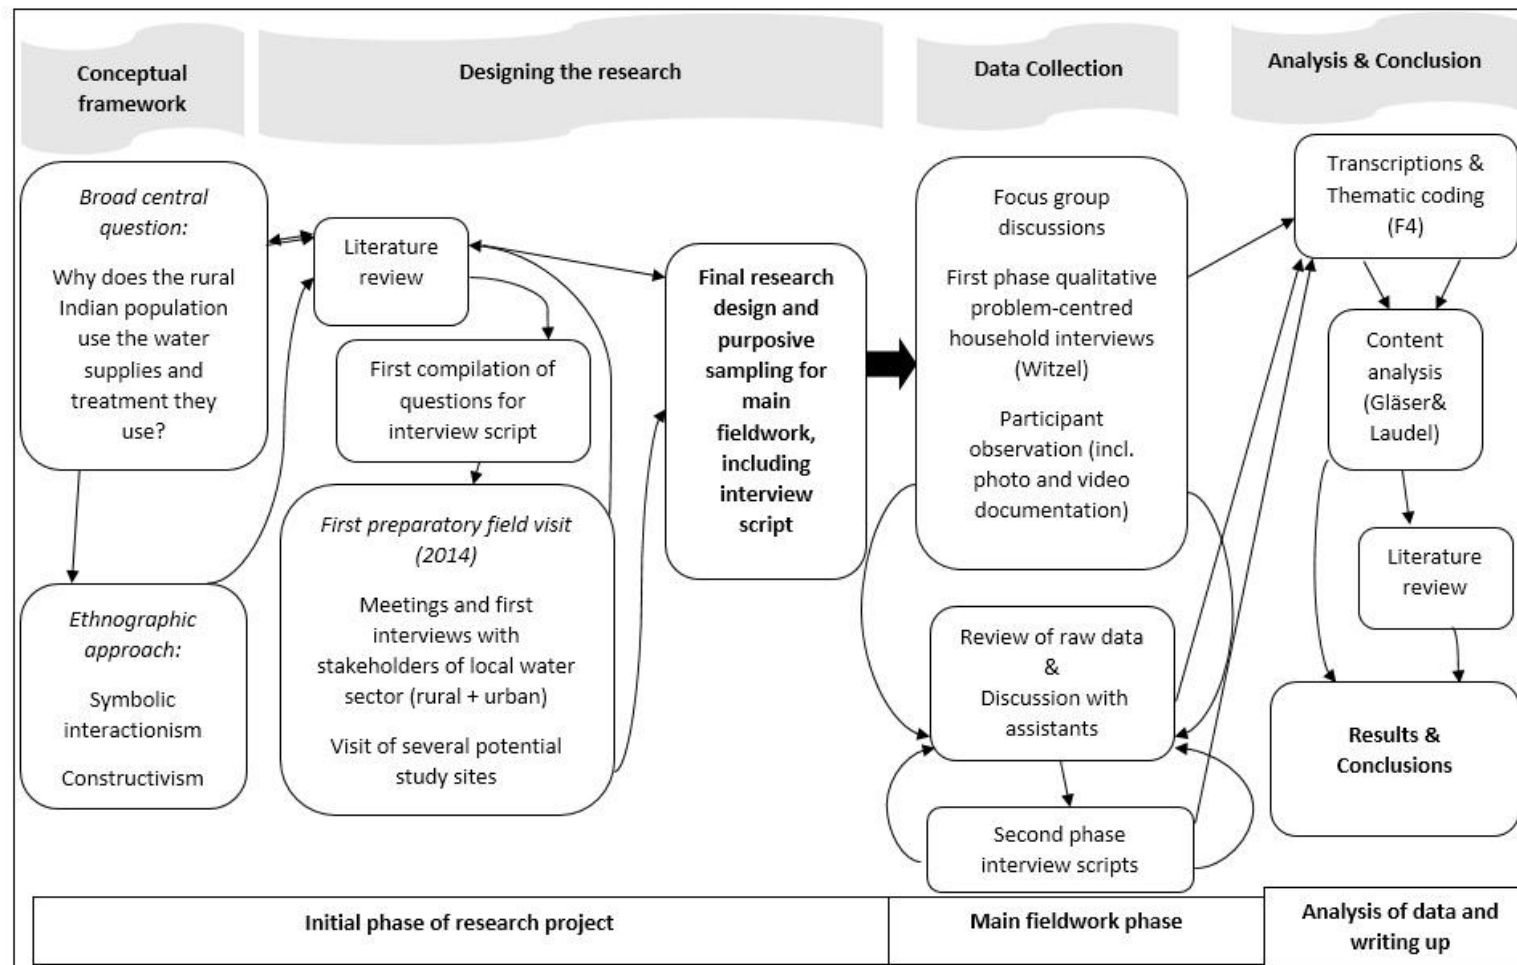 Conceptual
framework
Designing the research
Data Collection
Analysis & Conclusion
Broad central
question:
Why does the rural
Indian population
use the water
supplies and
treatment they
use?
Ethnographic
approach:
Symbolic
interactionism
Constructivism
Literature
review
First compilation of
questions for
interview script
First preparatory field visit
(2014)
Meetings and first
interviews with
stakeholders of local water
sector (rural + urban)
Visit of several potential
study sites
Final research
design and
purposive
sampling for
main
fieldwork,
including
interview
script
Focus group
discussions
First phase qualitative
problem-centred
household interviews
(Witzel)
Participant
observation (incl.
photo and video
documentation)
Review of raw data
&
Discussion with
assistants
Second phase
interview scripts
Transcriptions &
Thematic coding
(F4)
Content
analysis
(Gläser&
Laudel)
Literature
review
Results &
Conclusions
Initial phase of research project
Main fieldwork phase
Analysis of data and
writing up